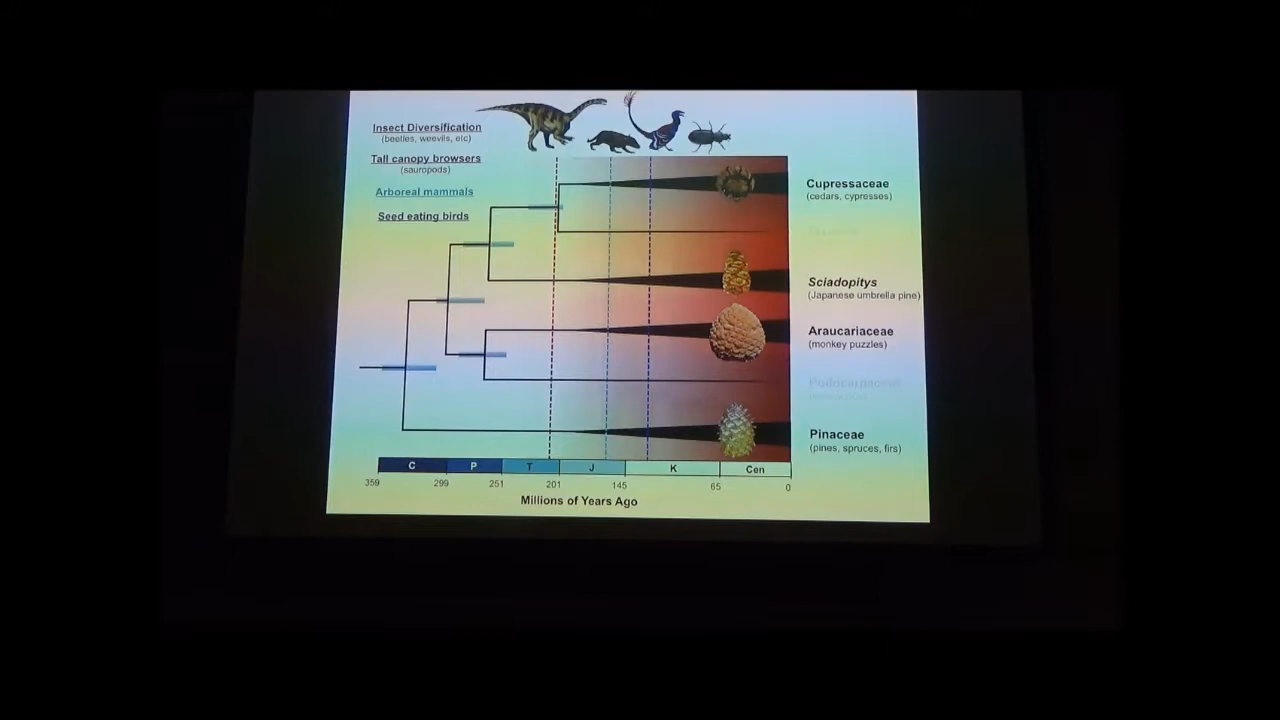 Insect Diversification
(beetles, weevils, etc)
Tall canopy browsers
(sauropods)
Arboreal mammals
Seed eating birds
Cupressaceae
(cedars, cypresses)
Sciadopitys
(Japanese umbrella pine)
Araucariaceae
(monkey puzzles)
Podocarpaceae
Pinaceae
(pines, spruces, firs)
C P T J K Cen
359 299 251 201 145 65 0
Millions of Years Ago